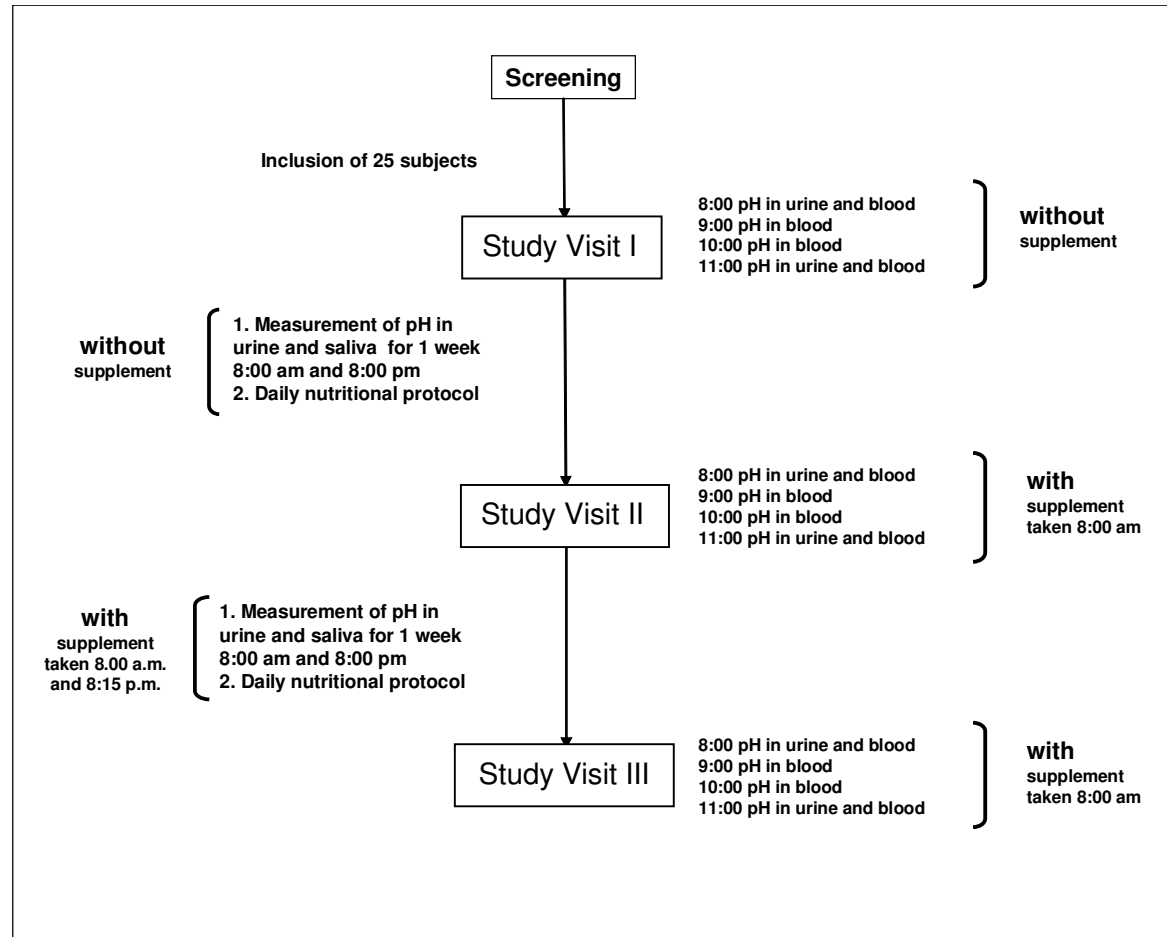 Screening
Inclusion of 25 subjects
Study Visit I
8:00 pH in urine and blood
9:00 pH in blood
10:00 pH in blood
11:00 pH in urine and blood
without
supplement
without
supplement
1. Measurement of pH in
urine and saliva for 1 week
8:00 am and 8:00 pm
2. Daily nutritional protocol
Study Visit II
8:00 pH in urine and blood
9:00 pH in blood
10:00 pH in blood
11:00 pH in urine and blood
with
supplement
taken 8:00 am
with
supplement
taken 8.00 a.m.
and 8:15 p.m.
1. Measurement of pH in
urine and saliva for 1 week
8:00 am and 8:00 pm
2. Daily nutritional protocol
Study Visit III
8:00 pH in urine and blood
9:00 pH in blood
10:00 pH in blood
11:00 pH in urine and blood
with
supplement
taken 8:00 am